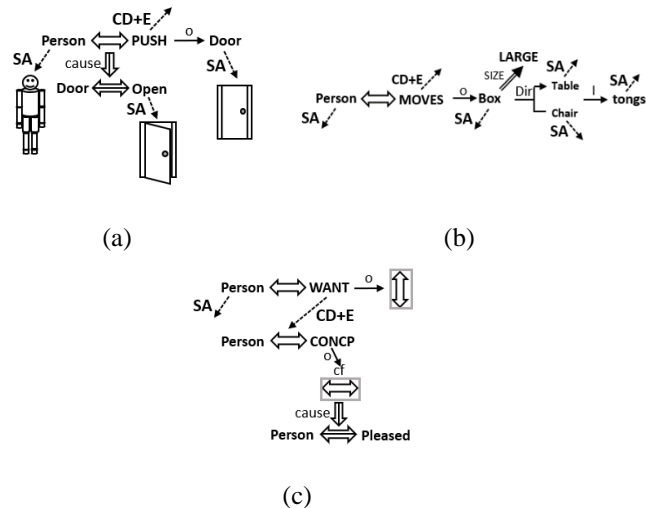 CD+E
Person PUSH o Door
SA cause SA
Door Open
SA
(a)
LARGE
SIZE SA
CD+E Table
Person MOVES o Box Dir I SA tongs
SA SA Chair
SA
(b)
Person WANT o
SA
CD+E
Person CONCP
o
cf
cause
Person Pleased
(c)